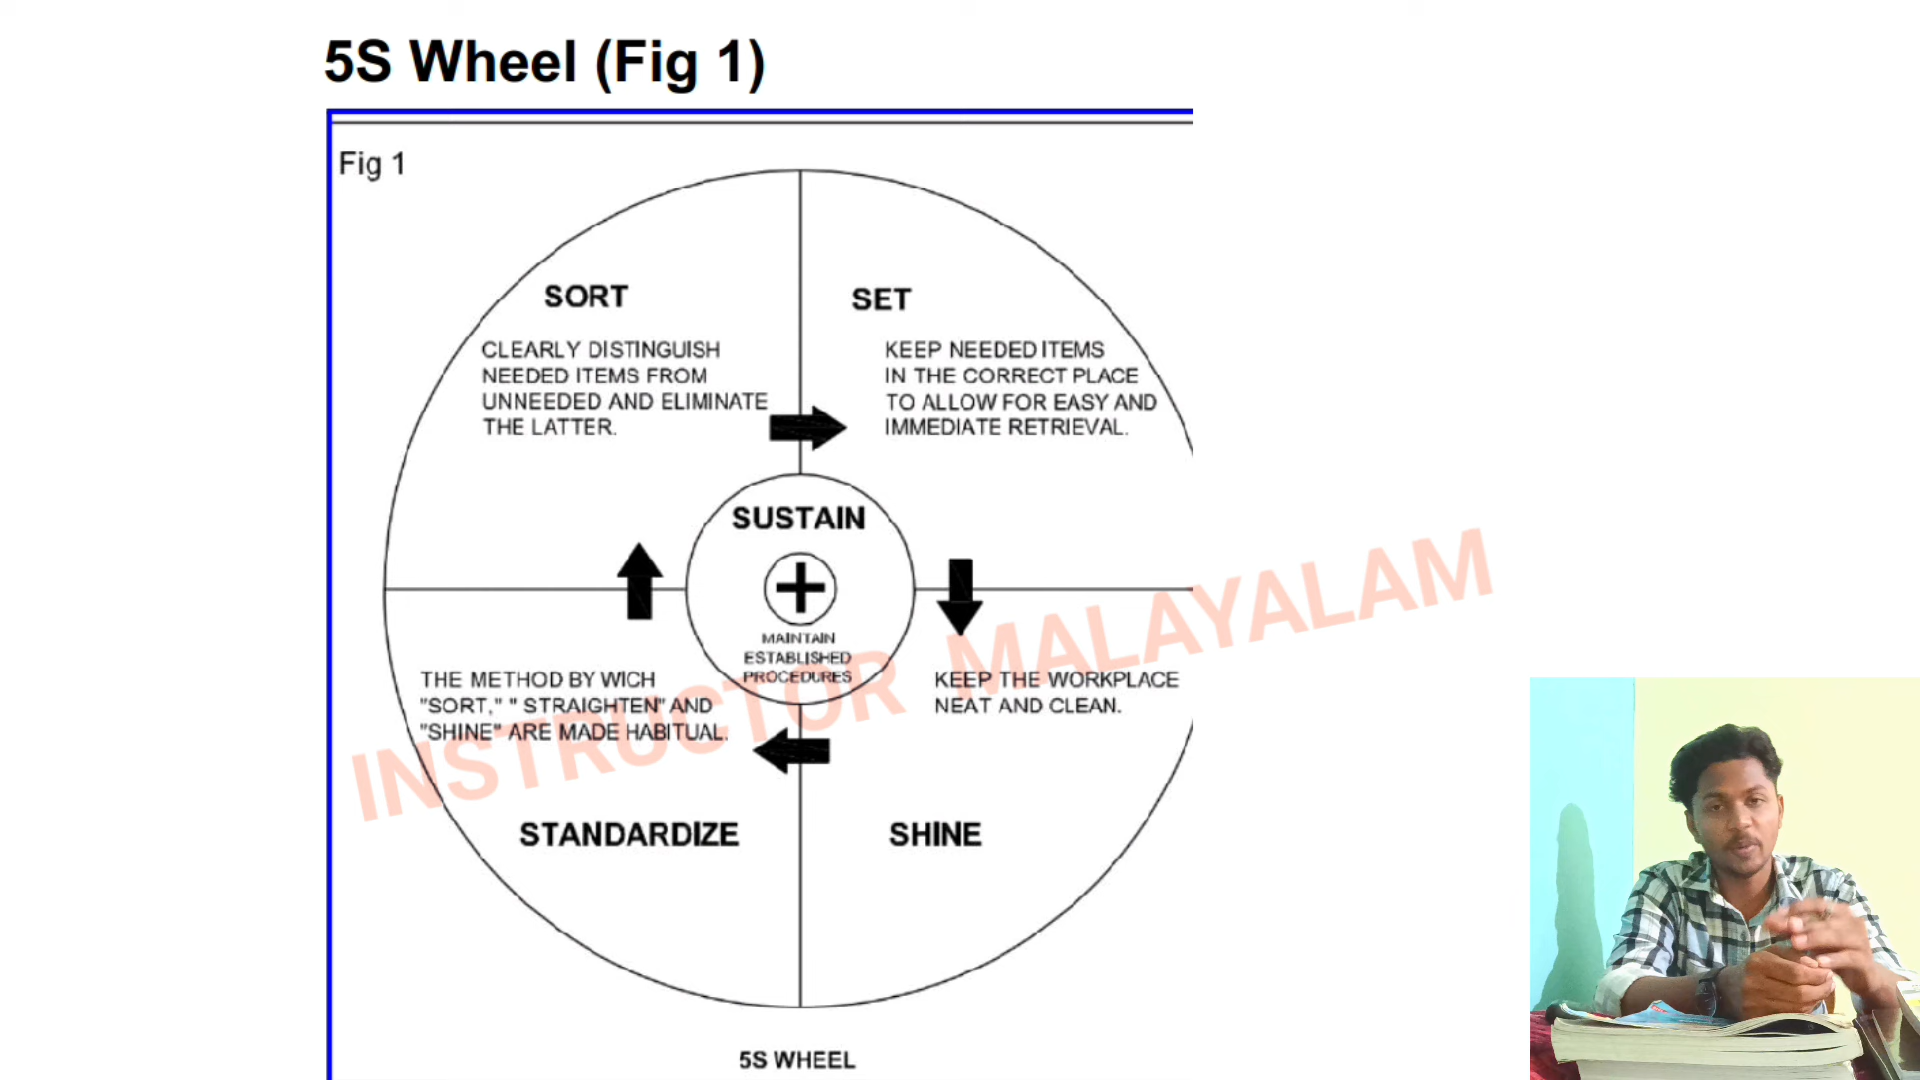 5S Wheel (Fig 1)
Fig 1
SORT
CLEARLY DISTINGUISH
NEEDED ITEMS FROM
UNNEEDED AND ELIMINATE
THE LATTER.
SET
KEEP NEEDED ITEMS
IN THE CORRECT PLACE
TO ALLOW FOR EASY AND
IMMEDIATE RETRIEVAL.
SUSTAIN
MAINTAIN
ESTABLISHED
PROCEDURES
THE METHOD BY WICH
"SORT," " STRAIGHTEN" AND
"SHINE" ARE MADE HABITUAL.
STANDARDIZE
KEEP THE WORKPLACE
NEAT AND CLEAN.
SHINE
5S WHEEL
INSTRUCTOR MALAYALAM